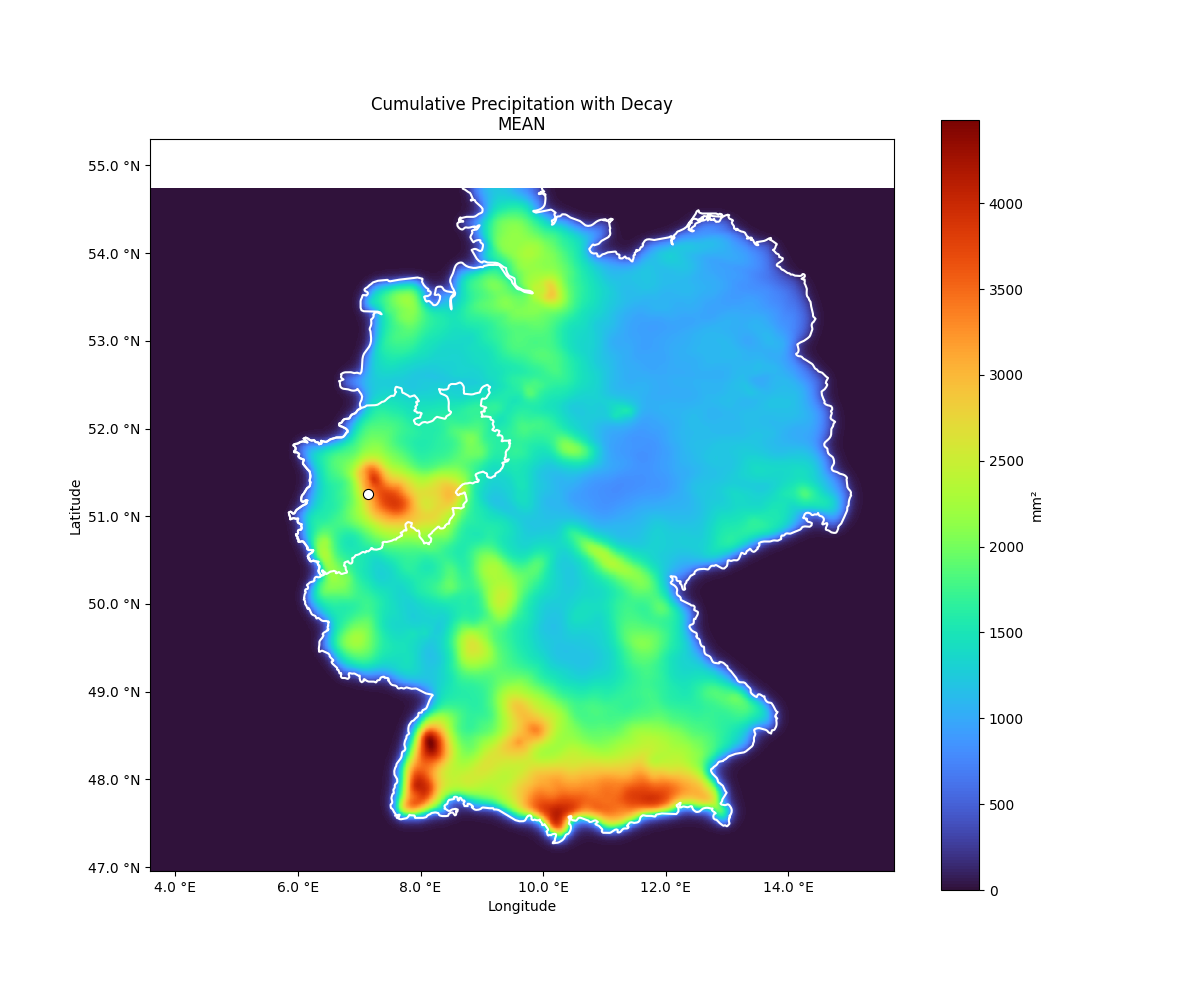 Cumulative Precipitation with Decay
MEAN
55.0 °N
54.0 °N
53.0 °N
52.0 °N
51.0 °N
50.0 °N
49.0 °N
48.0 °N
47.0 °N
Latitude
4.0 °E
6.0 °E
8.0 °E
10.0 °E
12.0 °E
14.0 °E
Longitude
4000
3500
3000
2500
2000
1500
1000
500
0
mm²